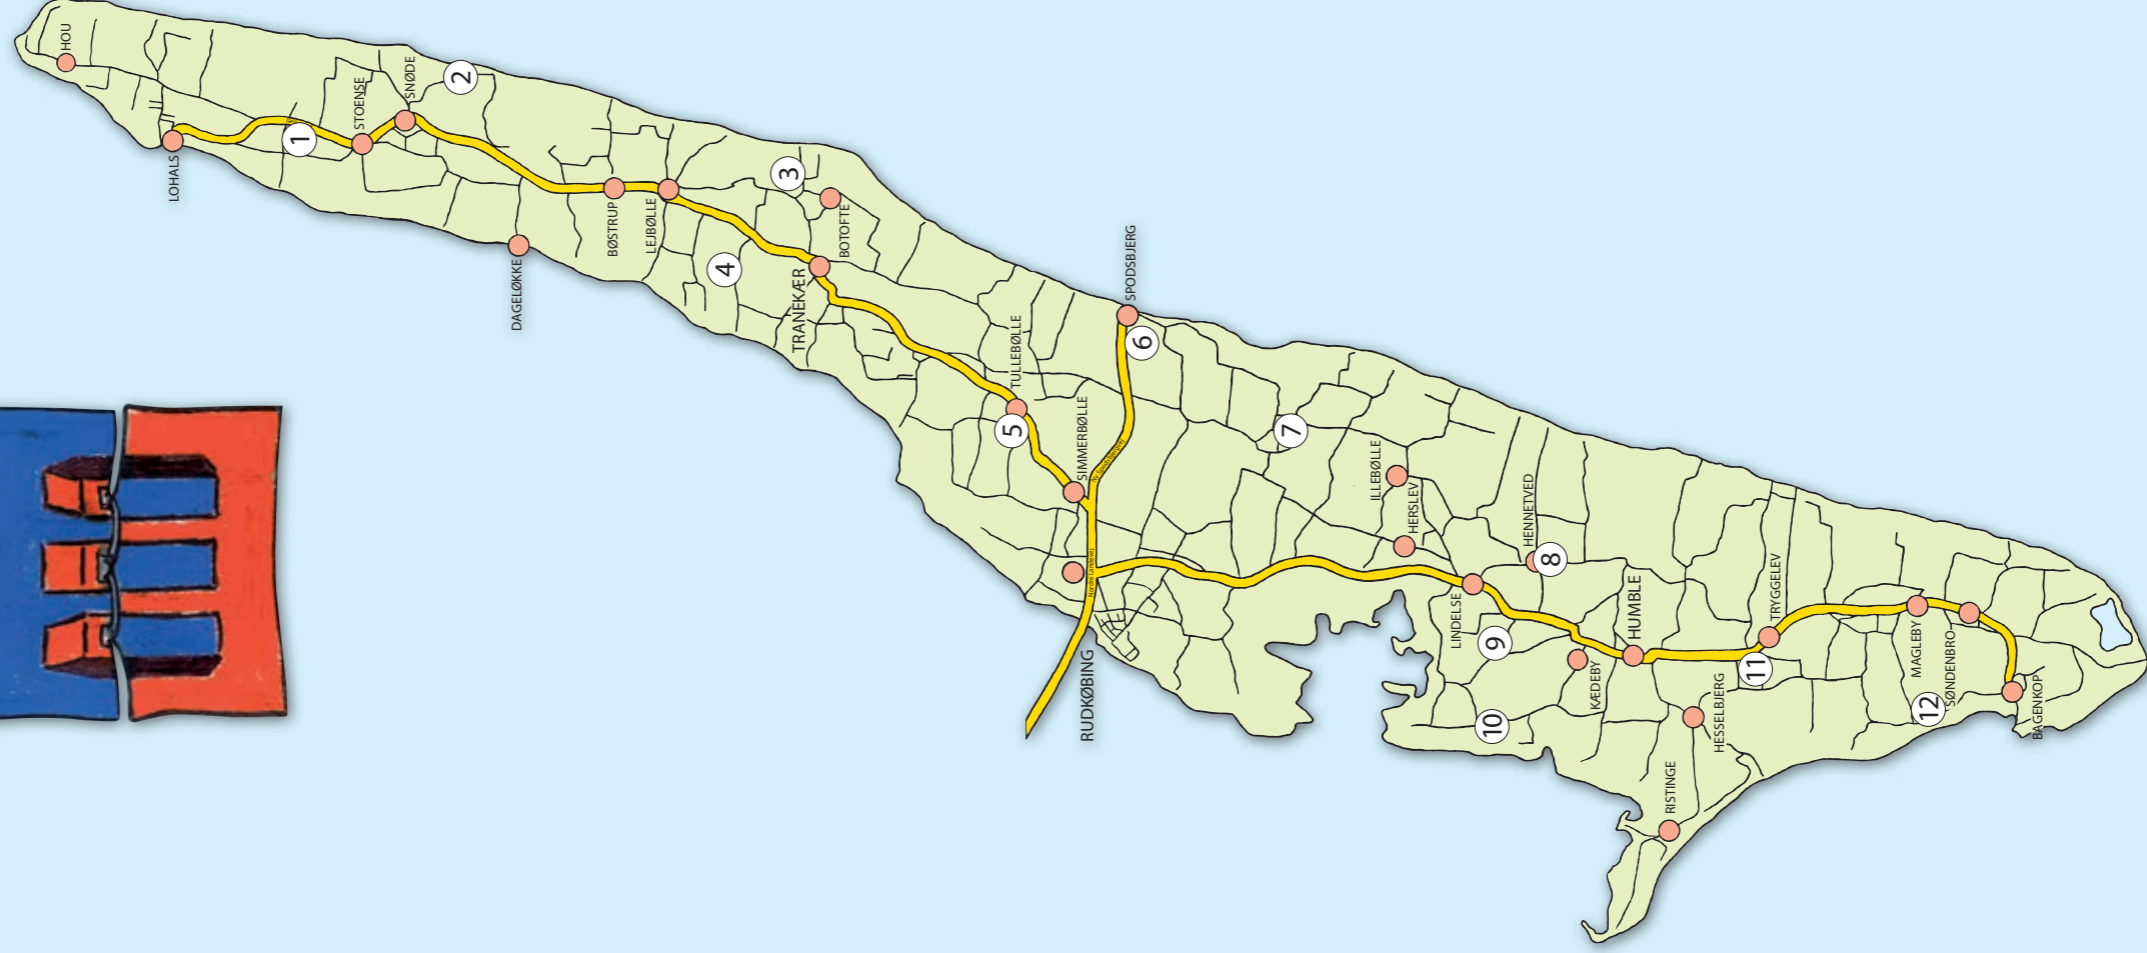 HOU
LOHALS
1
STOENSE
SNØDE
2
DAGELØKKE
BØSTRUP
LEJBØLLE
3
BOTOFTE
4
TRANEKÆR
TULLEBØLLE
5
SIMMERBØLLE
SPODSBJERG
6
RUDKØBING
7
ILLEBØLLE
HERSLEV
LINDELSE
HENNETVED
8
9
10
KÆDEBY
HUMBLE
HESSELBJERG
RISTINGE
TRYGGELEV
11
MAGLEBY
SØNDENBRO
12
BAGENKOP